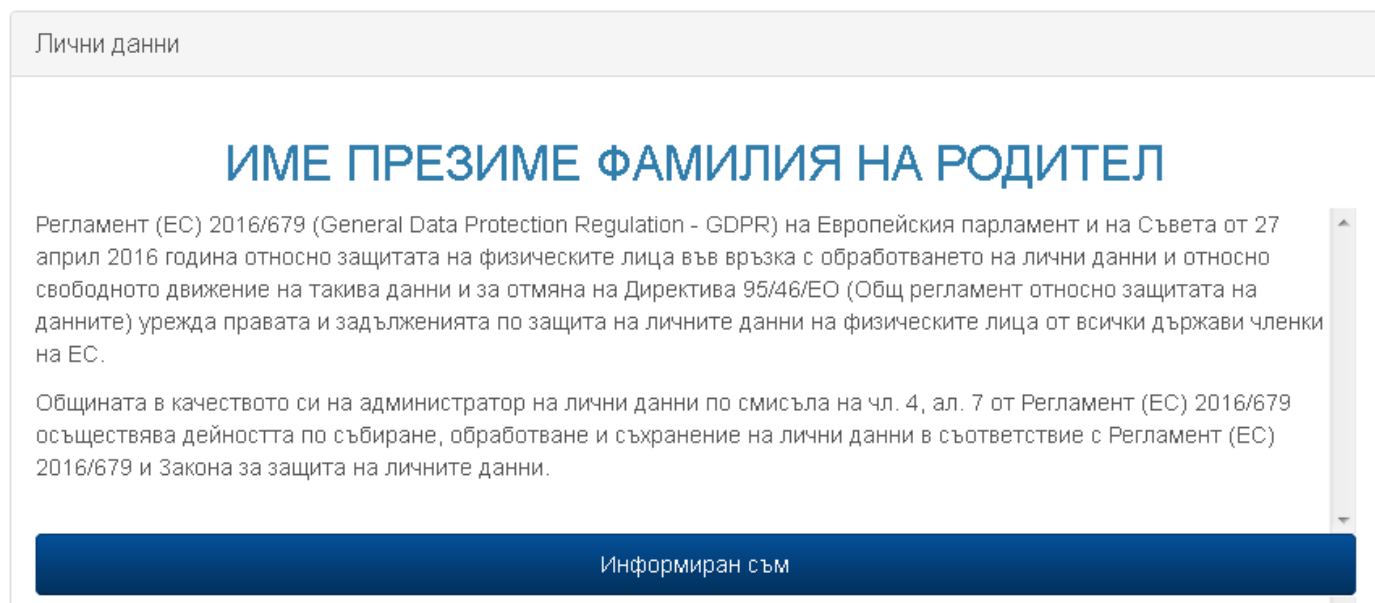 Лични данни
ИМЕ ПРЕЗИМЕ ФАМИЛИЯ НА РОДИТЕЛ
Регламент (ЕС) 2016/679 (General Data Protection Regulation - GDPR) на Европейския парламент и на Съвета от 27
април 2016 година относно защитата на физическите лица във връзка с обработването на лични данни и относно
свободното движение на такива данни и за отмяна на Директива 95/46/ЕО (Общ регламент относно защитата на
данните) урежда правата и задълженията по защита на личните данни на физическите лица от всички държави членки
на ЕС.
Общината в качеството си на администратор на лични данни по смисъла на чл. 4, ал. 7 от Регламент (ЕС) 2016/679
осъществява дейността по събиране, обработване и съхранение на лични данни в съответствие с Регламент (ЕС)
2016/679 и Закона за защита на личните данни.
Информиран съм